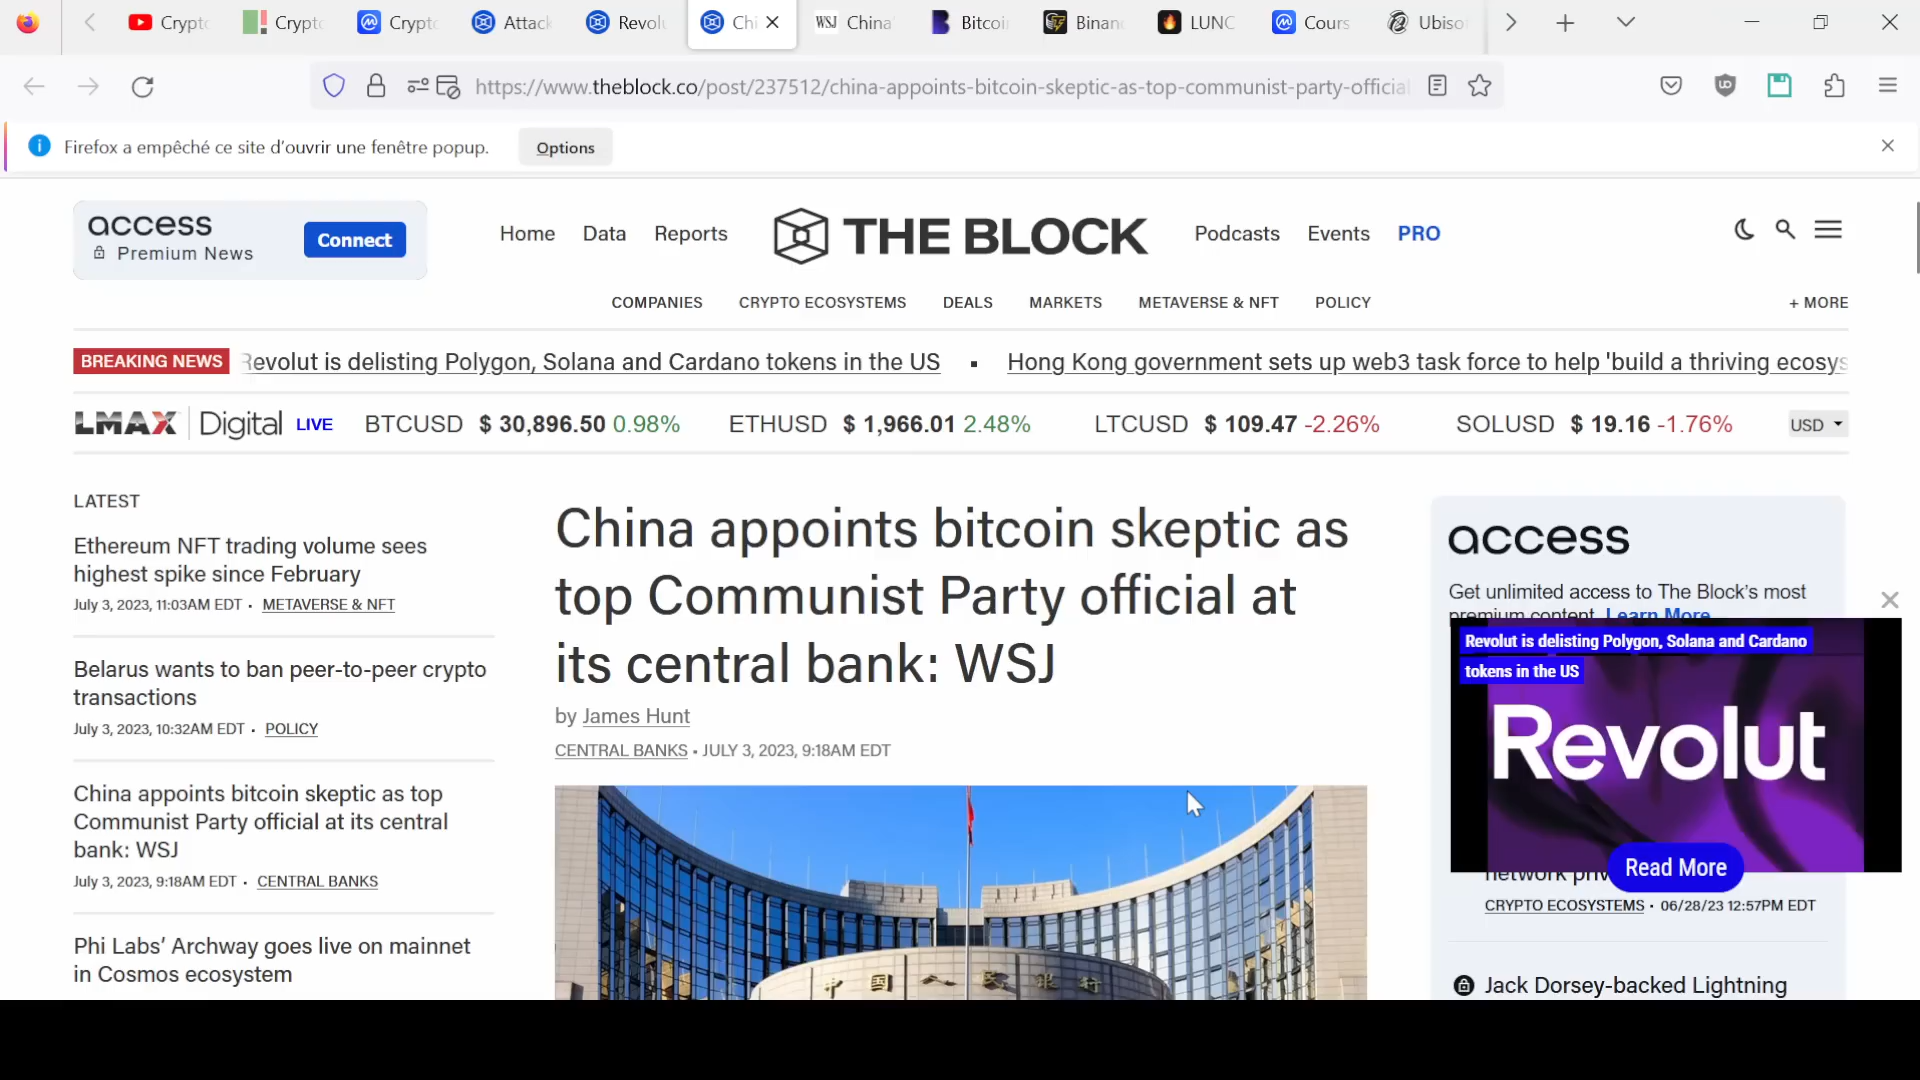 Crypto
Crypto
Crypto
Attack
Revolu
Chi
WSJ China
Bitcoi
Binan
LUNC
Cours
Ubiso
https://www.theblock.co/post/237512/china-appoints-bitcoin-skeptic-as-top-communist-party-official
Firefox a empêché ce site d'ouvrir une fenêtre popup.
Options
access
Premium News
Connect
Home
Data
Reports
THE BLOCK
Podcasts
Events
PRO
COMPANIES
CRYPTO ECOSYSTEMS
DEALS
MARKETS
METAVERSE & NFT
POLICY
+ MORE
BREAKING NEWS
Revolut is delisting Polygon, Solana and Cardano tokens in the US
▪ Hong Kong government sets up web3 task force to help 'build a thriving ecosys
LMAX Digital LIVE
BTCUSD $ 30,896.50 0.98%
ETHUSD $ 1,966.01 2.48%
LTCUSD $ 109.47 -2.26%
SOLUSD $ 19.16 -1.76%
USD
LATEST
Ethereum NFT trading volume sees
highest spike since February
July 3, 2023, 11:03AM EDT • METAVERSE & NFT
Belarus wants to ban peer-to-peer crypto
transactions
July 3, 2023, 10:32AM EDT • POLICY
China appoints bitcoin skeptic as top
Communist Party official at its central
bank: WSJ
July 3, 2023, 9:18AM EDT • CENTRAL BANKS
Phi Labs' Archway goes live on mainnet
in Cosmos ecosystem
China appoints bitcoin skeptic as
top Communist Party official at
its central bank: WSJ
by James Hunt
CENTRAL BANKS • JULY 3, 2023, 9:18AM EDT
中国人民银行
access
Get unlimited access to The Block's most
premium content. Learn More
Revolut is delisting Polygon, Solana and Cardano
tokens in the US
Revolut
Read More
network
CRYPTO ECOSYSTEMS • 06/28/23 12:57PM EDT
Jack Dorsey-backed Lightning